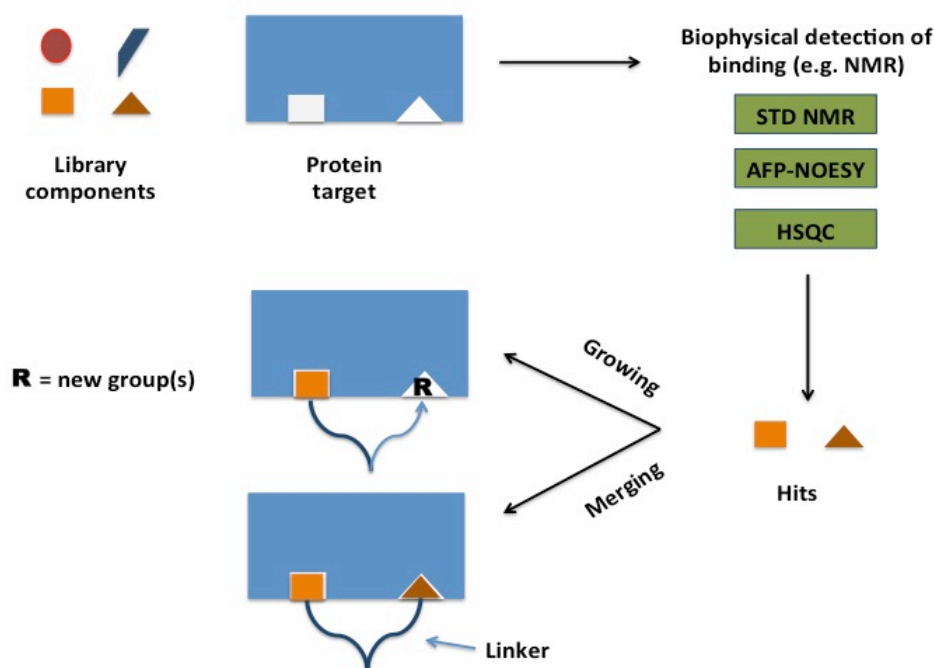 Biophysical detection of
binding (e.g. NMR)
STD NMR
AFP-NOESY
HSQC
Library
components
Protein
target
R = new group(s)
R
Growing
Merging
Hits
Linker